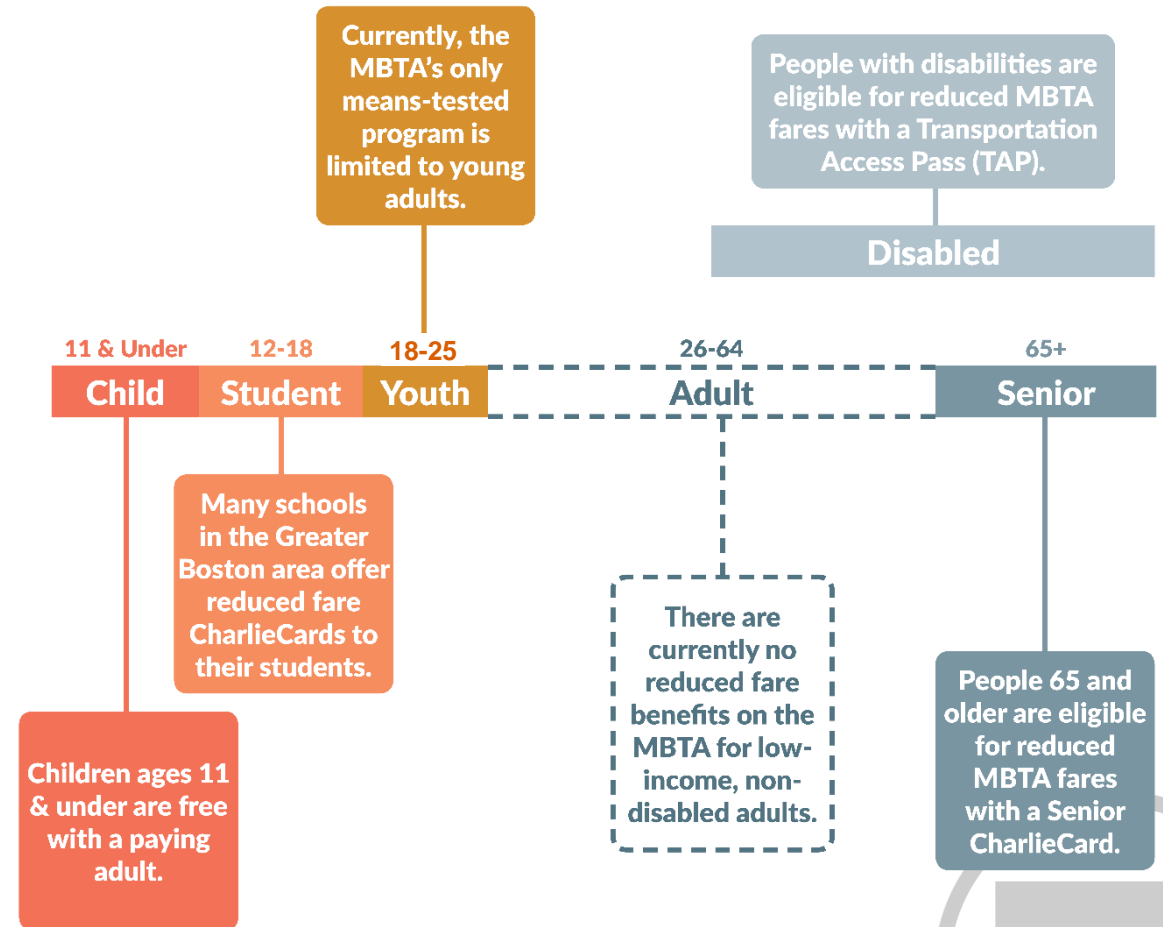 Currently, the
MBTA’s only
means-tested
program is
limited to young
adults.
People with disabilities are
eligible for reduced MBTA
fares with a Transportation
Access Pass (TAP).
Disabled
11 & Under
12-18
18-25
26-64
65+
Child
Student
Youth
Adult
Senior
Many schools
in the Greater
Boston area offer
reduced fare
CharlieCards to
their students.
There are
currently no
reduced fare
benefits on the
MBTA for low-
income, non-
disabled adults.
People 65 and
older are eligible
for reduced
MBTA fares
with a Senior
CharlieCard.
Children ages 11
& under are free
with a paying
adult.